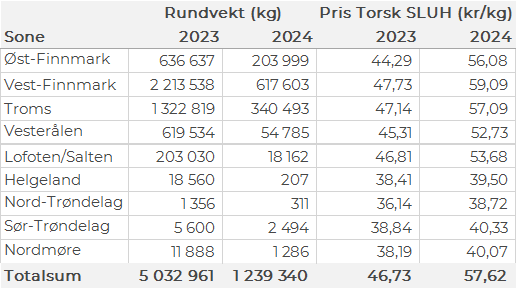 Rundvekt (kg) Pris Torsk SLUH (kr/kg)
Sone 2023 2024 2023 2024
Øst-Finnmark 636 637 203 999 44,29 56,08
Vest-Finnmark 2 213 538 617 603 47,73 59,09
Troms 1 322 819 340 493 47,14 57,09
Vesterålen 619 534 54 785 45,31 52,73
Lofoten/Salten 203 030 18 162 46,81 53,68
Helgeland 18 560 207 38,41 39,50
Nord-Trøndelag 1 356 311 36,14 38,72
Sør-Trøndelag 5 600 2 494 38,84 40,33
Nordmøre 11 888 1 286 38,19 40,07
Totalsum 5 032 961 1 239 340 46,73 57,62